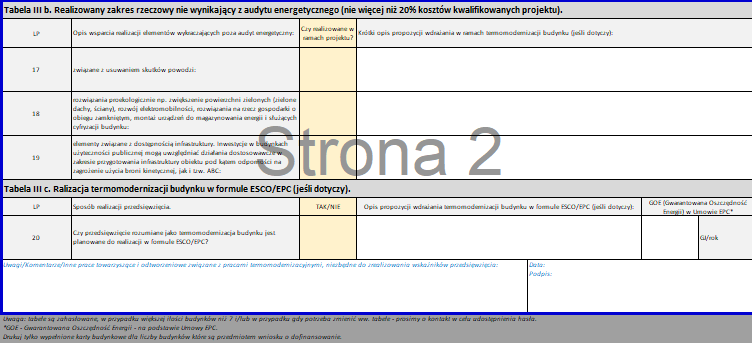 Tabela III b. Realizowany zakres rzeczowy nie wynikający z audytu energetycznego (nie więcej niż 20% kosztów kwalifikowanych projektu).
LP
Opis wsparcia realizacji elementów wykraczających poza audyt energetyczny:
Czy realizowane w
ramach projektu?
Krótki opis propozycji wdrażania w ramach termomodernizacji budynku (jeśli dotyczy):
17
związane z usuwaniem skutków powodzi:
18
rozwiązania proekologicznie np. zwiększenie powierzchni zielonych (zielone
dachy, ściany), rozwój elektromobilności, rozwiązania na rzecz gospodarki o
obiegu zamkniętym, montaż urządzeń do magazynowania energii i służących
cyfryzacji budynku:
19
elementy związane z dostępnością infrastruktury. Inwestycje w budynkach
użyteczności publicznej mogą uwzględniać działania dostosowawcze w
zakresie przygotowania infrastruktury obiektu pod kątem odporności na
zagrożenie użycia broni kinetycznej, jak i tzw. ABC:
Strona 2
Tabela III c. Ralizacja termomodernizacji budynku w formule ESCO/EPC (jeśli dotyczy).
LP
Sposób realizacji przedsięwzięcia.
TAK/NIE
Opis propozycji wdrażania termomodernizacji budynku w formule ESCO/EPC (jeśli dotyczy):
GOE (Gwarantowana Oszczędność
Energii) w Umowie EPC*
20
Czy przedsięwzięcie rozumiane jako termomodernizacja budynku jest
planowane do realizacji w formule ESCO/EPC?
GJ/rok
Uwagi/Komentarze/Inne prace towarzyszące i odtworzeniowe związane z pracami termomodernizacyjnymi, niezbędne do zrealizowania wskaźników przedsięwzięcia:
Data:
Podpis:
Uwaga: tabele są zahasłowane, w przypadku większej ilości budynków niż 7 i/lub w przypadku gdy potrzeba zmienić ww. tabele - prosimy o kontakt w celu udostępnienia hasła.
*GOE - Gwarantowana Oszczędność Energii - na podstawie Umowy EPC.
Drukuj tylko wypełnione karty budynkowe dla liczby budynków które są przedmiotem wniosku o dofinansowanie.